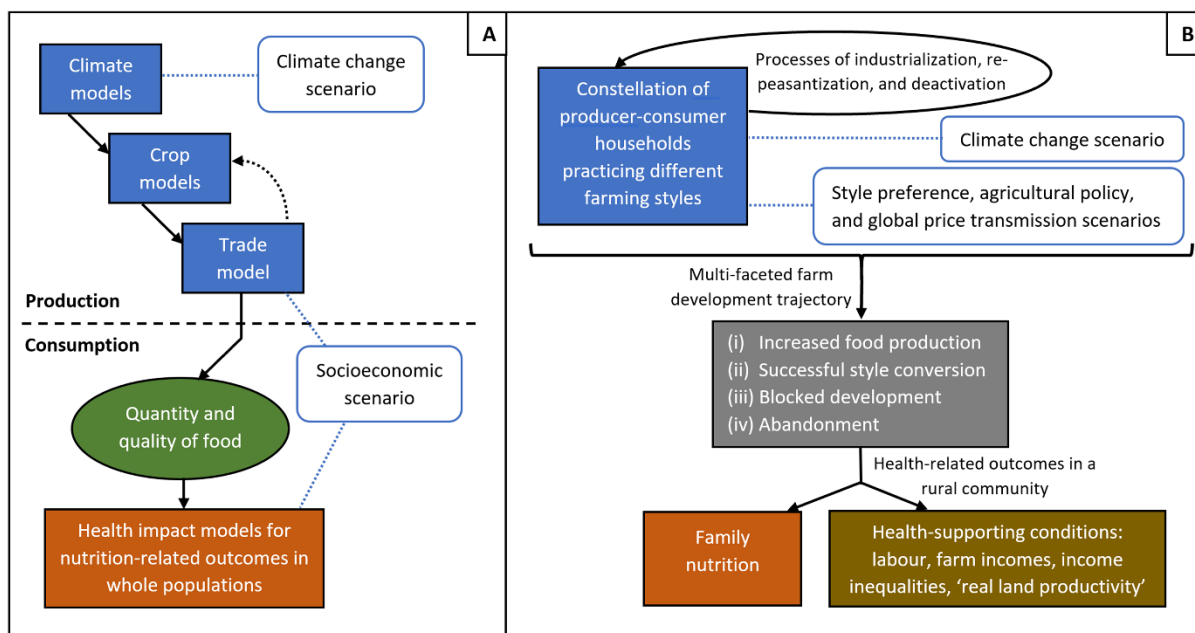 A
Climate
models
Climate change
scenario
Crop
models
Trade
model
Production
Consumption
Socioeconomic
scenario
Quantity and
quality of food
Health impact models for
nutrition-related outcomes in
whole populations
B
Processes of industrialization, re-
peasantization, and deactivation
Constellation of
producer-consumer
households
practicing different
farming styles
Climate change scenario
Style preference, agricultural policy,
and global price transmission scenarios
Multi-faceted farm
development trajectory
(i) Increased food production
(ii) Successful style conversion
(iii) Blocked development
(iv) Abandonment
Health-related outcomes in a
rural community
Family
nutrition
Health-supporting conditions:
labour, farm incomes, income
inequalities, ‘real land productivity’